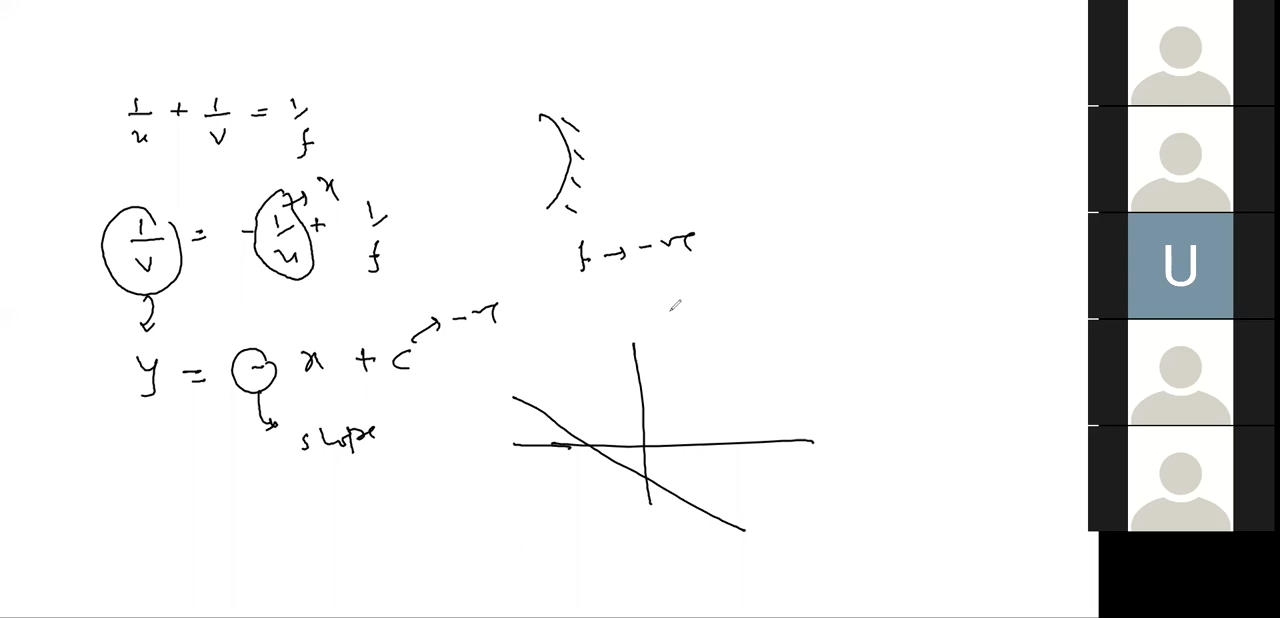 1/u + 1/v = 1/f
1/v = - 1/u + 1/f
→ x
f → -ve
y = - x + c → -ve
slope
U